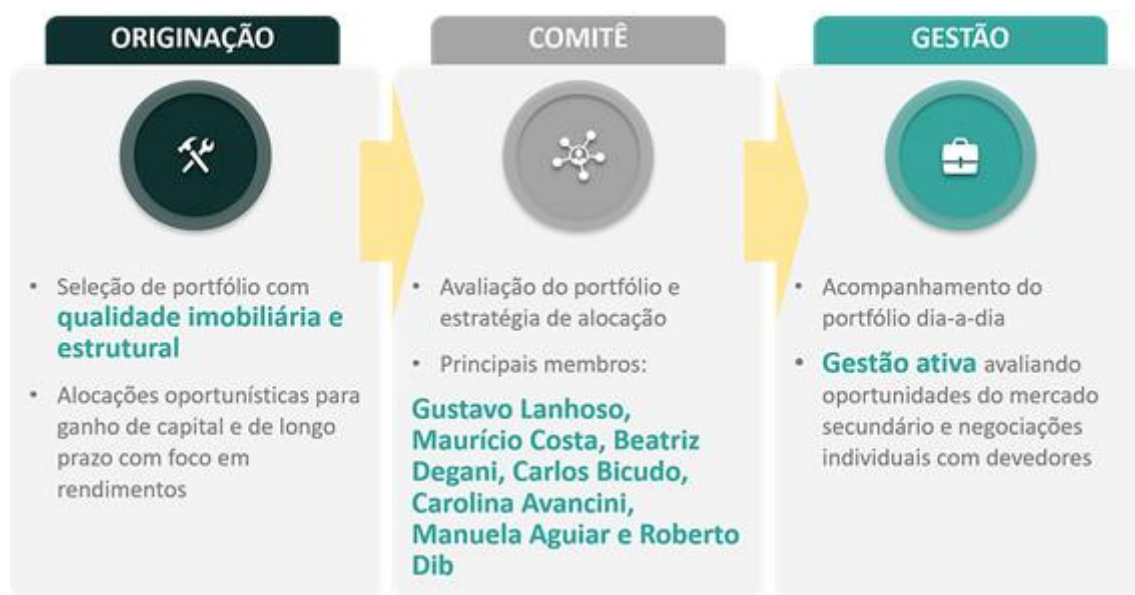 ORIGINAÇÃO
• Seleção de portfólio com
qualidade imobiliária e
estrutural
• Alocações oportunísticas para
ganho de capital e de longo
prazo com foco em
rendimentos
COMITÊ
• Avaliação do portfólio e
estratégia de alocação
• Principais membros:
Gustavo Lanhoso,
Maurício Costa, Beatriz
Degani, Carlos Bicudo,
Carolina Avancini,
Manuela Aguiar e Roberto
Dib
GESTÃO
• Acompanhamento do
portfólio dia-a-dia
• Gestão ativa avaliando
oportunidades do mercado
secundário e negociações
individuais com devedores